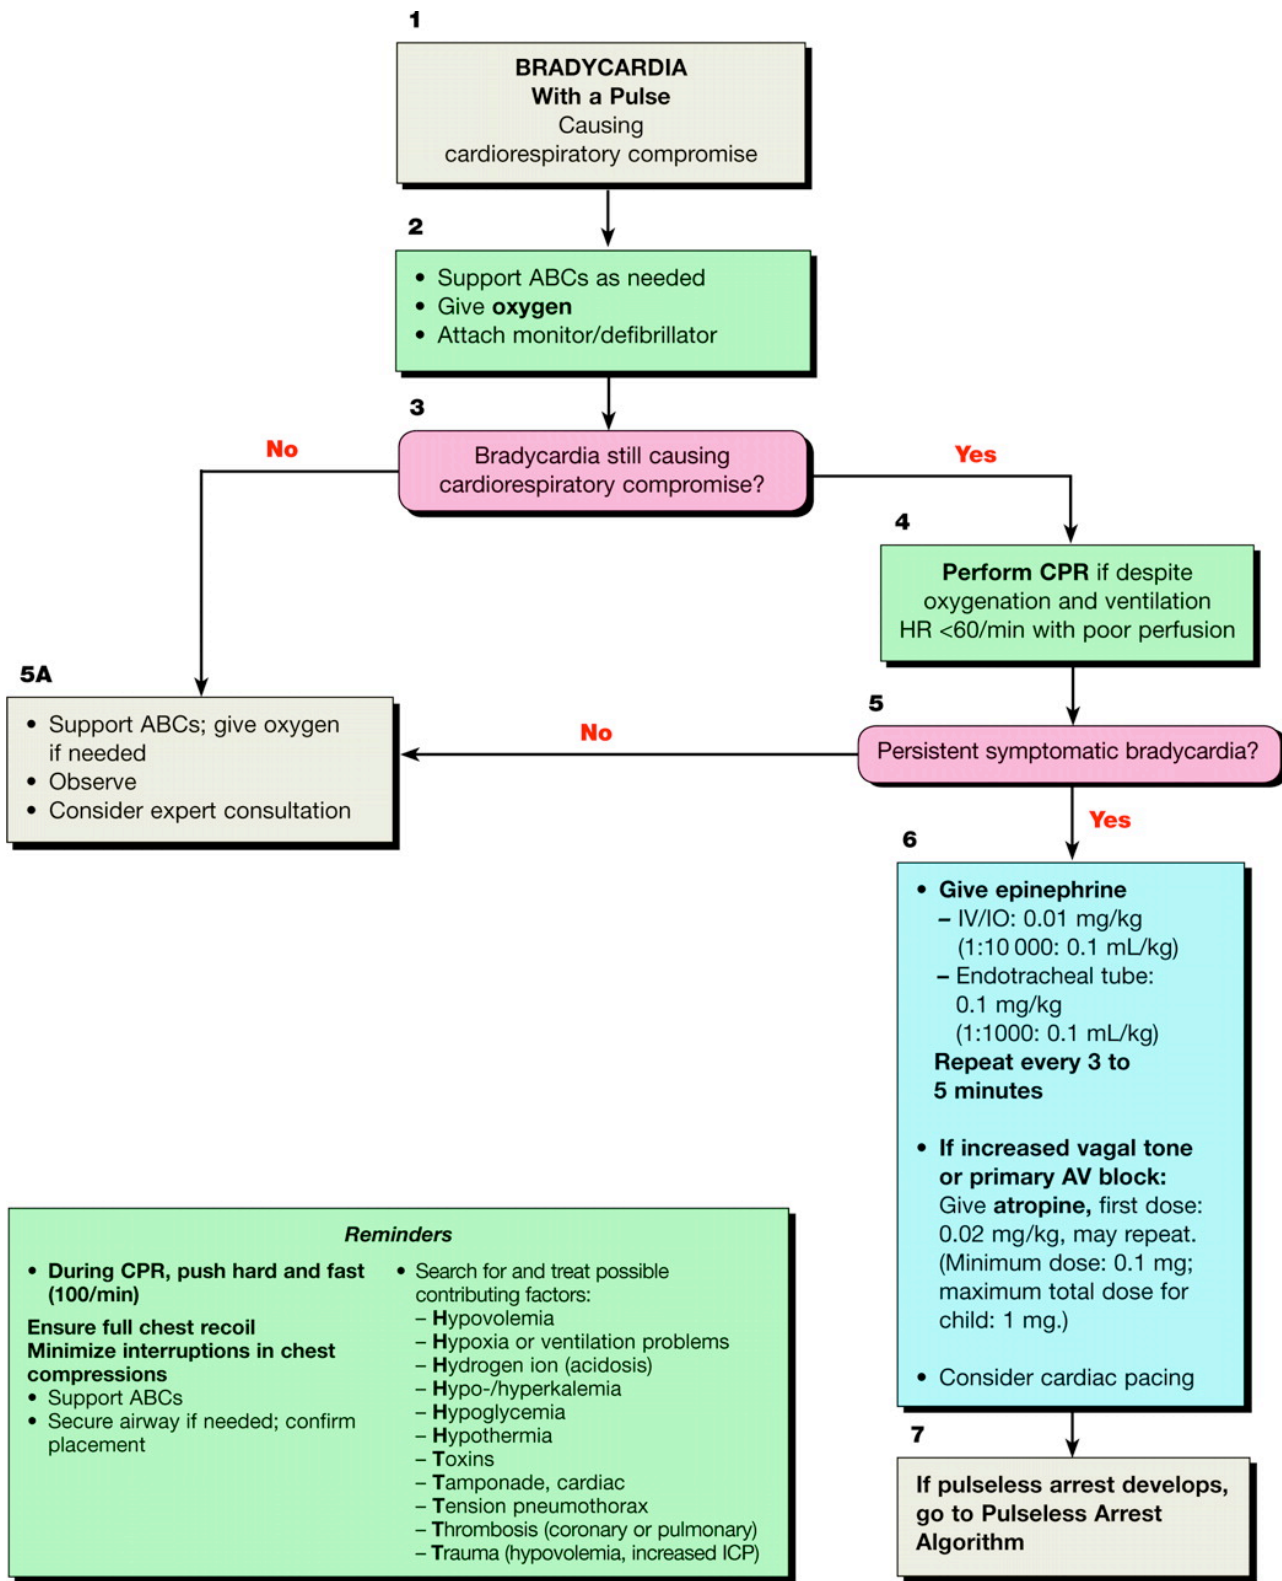 1
BRADYCARDIA
With a Pulse
Causing
cardiorespiratory compromise
2
• Support ABCs as needed
• Give oxygen
• Attach monitor/defibrillator
3
Bradycardia still causing
cardiorespiratory compromise?
No
Yes
4
Perform CPR if despite
oxygenation and ventilation
HR <60/min with poor perfusion
5A
• Support ABCs; give oxygen
if needed
• Observe
• Consider expert consultation
5
Persistent symptomatic bradycardia?
No
Yes
6
• Give epinephrine
– IV/IO: 0.01 mg/kg
(1:10 000: 0.1 mL/kg)
– Endotracheal tube:
0.1 mg/kg
(1:1000: 0.1 mL/kg)
Repeat every 3 to
5 minutes
• If increased vagal tone
or primary AV block:
Give atropine, first dose:
0.02 mg/kg, may repeat.
(Minimum dose: 0.1 mg;
maximum total dose for
child: 1 mg.)
• Consider cardiac pacing
7
If pulseless arrest develops,
go to Pulseless Arrest
Algorithm
Reminders
• During CPR, push hard and fast
(100/min)
Ensure full chest recoil
Minimize interruptions in chest
compressions
• Support ABCs
• Secure airway if needed; confirm
placement
• Search for and treat possible
contributing factors:
– Hypovolemia
– Hypoxia or ventilation problems
– Hydrogen ion (acidosis)
– Hypo-/hyperkalemia
– Hypoglycemia
– Hypothermia
– Toxins
– Tamponade, cardiac
– Tension pneumothorax
– Thrombosis (coronary or pulmonary)
– Trauma (hypovolemia, increased ICP)